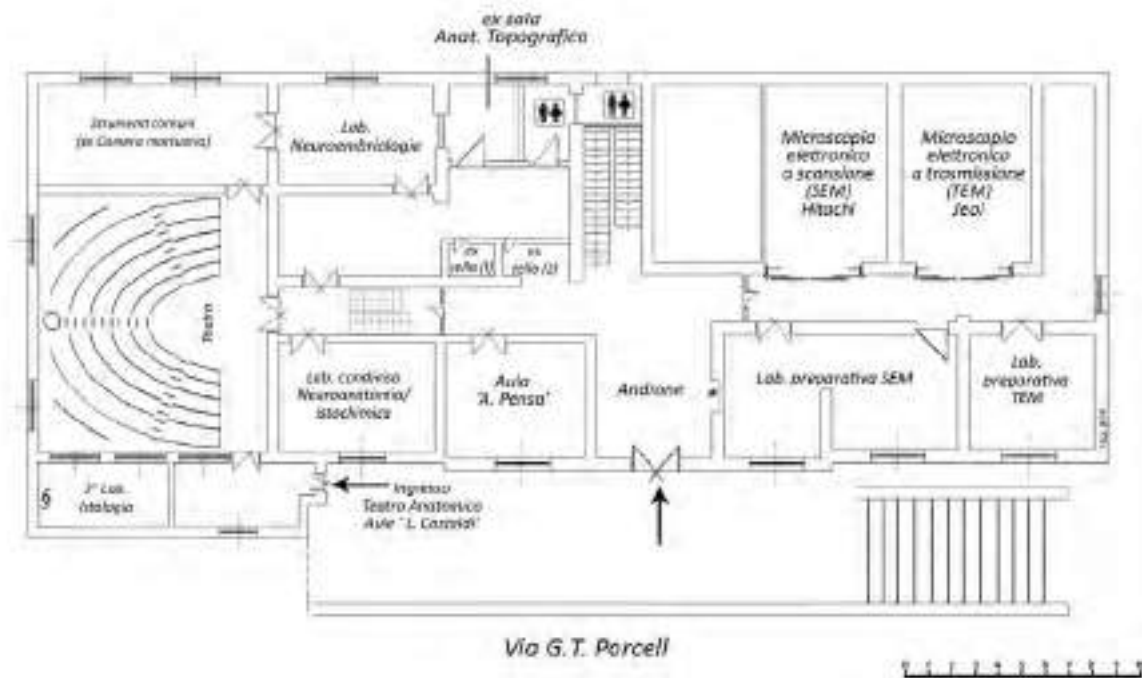 ex sala
Anat. Topografica
Strumenti comuni
(ex Camera mortuaria)
Lab.
Neuroembriologie
Microscopio
elettronico
a scansione
(SEM)
Hitachi
Microscopio
elettronico
a trasmissione
(TEM)
Jeol
ex
cella (1)
ex
cella (2)
Teatro
Lab. condiviso
Neuroanatomia/
istochimica
Aula
'A. Pensa'
Androne
Lab. preparativa SEM
Lab.
preparativa
TEM
Lab.
Istologia
Ingresso
Teatro Anatomico
Aula "L. Castaldi"
Via G.T. Porcell